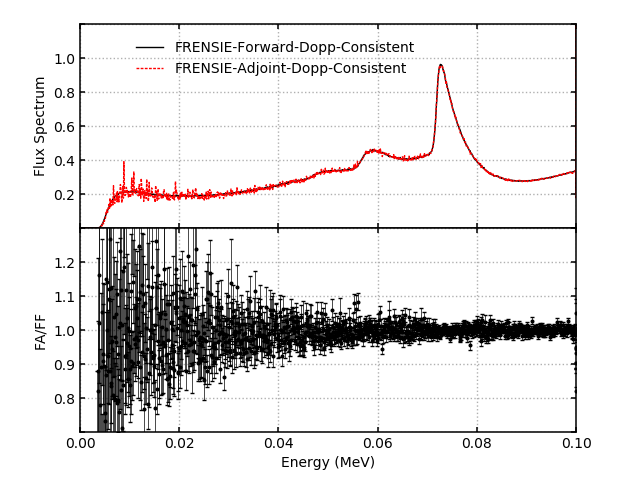 FRENSIE-Forward-Dopp-Consistent
FRENSIE-Adjoint-Dopp-Consistent
Flux Spectrum
1.0
0.8
0.6
0.4
0.2
FA/FF
1.2
1.1
1.0
0.9
0.8
0.00 0.02 0.04 0.06 0.08 0.10
Energy (MeV)